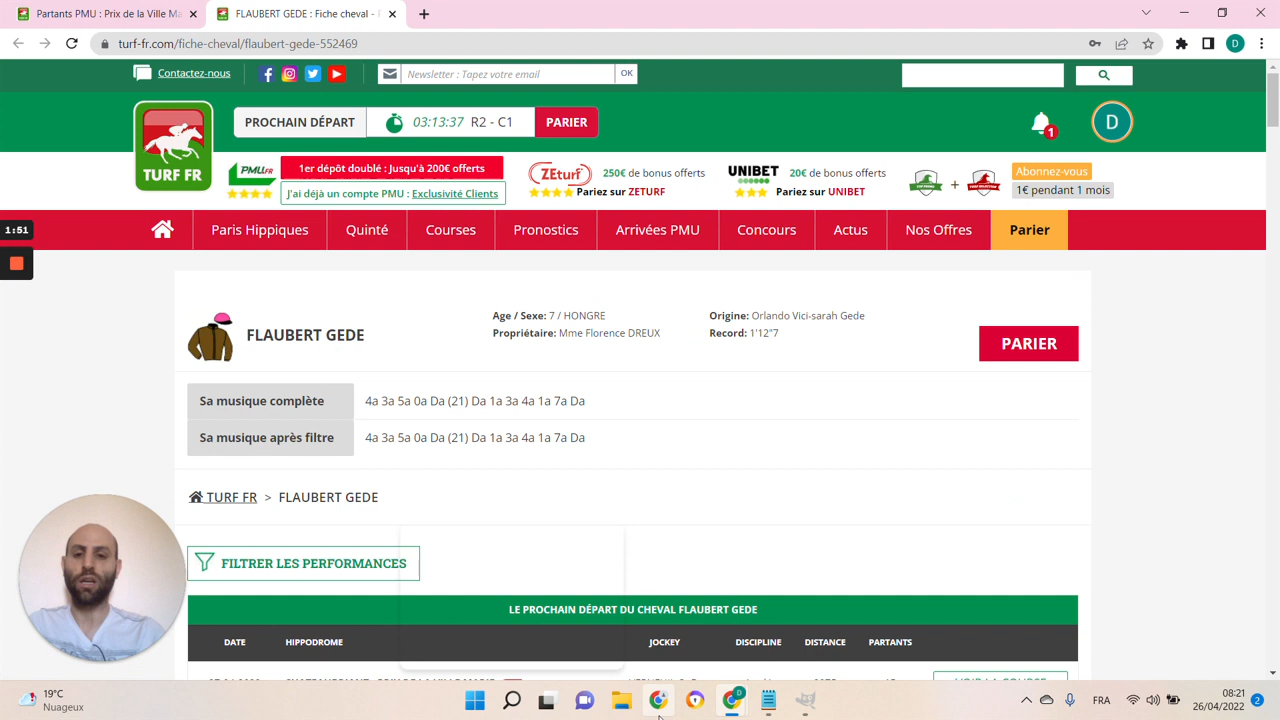 Partants PMU : Prix de la Ville Ma
FLAUBERT GEDE : Fiche cheval -
turf-fr.com/fiche-cheval/flaubert-gede-552469
D
Contactez-nous
Newsletter : Tapez votre email
OK
TURF FR
PROCHAIN DÉPART
03:13:37 R2 - C1
PARIER
1
D
PMU.fr
1er dépôt doublé : Jusqu'à 200€ offerts
J'ai déjà un compte PMU : Exclusivité Clients
ZEturf
250€ de bonus offerts
Pariez sur ZETURF
UNIBET
20€ de bonus offerts
Pariez sur UNIBET
+
Abonnez-vous
1€ pendant 1 mois
1:51
Paris Hippiques
Quinté
Courses
Pronostics
Arrivées PMU
Concours
Actus
Nos Offres
Parier
FLAUBERT GEDE
Age / Sexe: 7 / HONGRE
Propriétaire: Mme Florence DREUX
Origine: Orlando Vici-sarah Gede
Record: 1'12"7
PARIER
Sa musique complète
4a 3a 5a 0a Da (21) Da 1a 3a 4a 1a 7a Da
Sa musique après filtre
4a 3a 5a 0a Da (21) Da 1a 3a 4a 1a 7a Da
TURF FR > FLAUBERT GEDE
FILTRER LES PERFORMANCES
LE PROCHAIN DÉPART DU CHEVAL FLAUBERT GEDE
DATE
HIPPODROME
JOCKEY
DISCIPLINE
DISTANCE
PARTANTS
19°C
Nuageux
D
FRA
08:21
26/04/2022
2